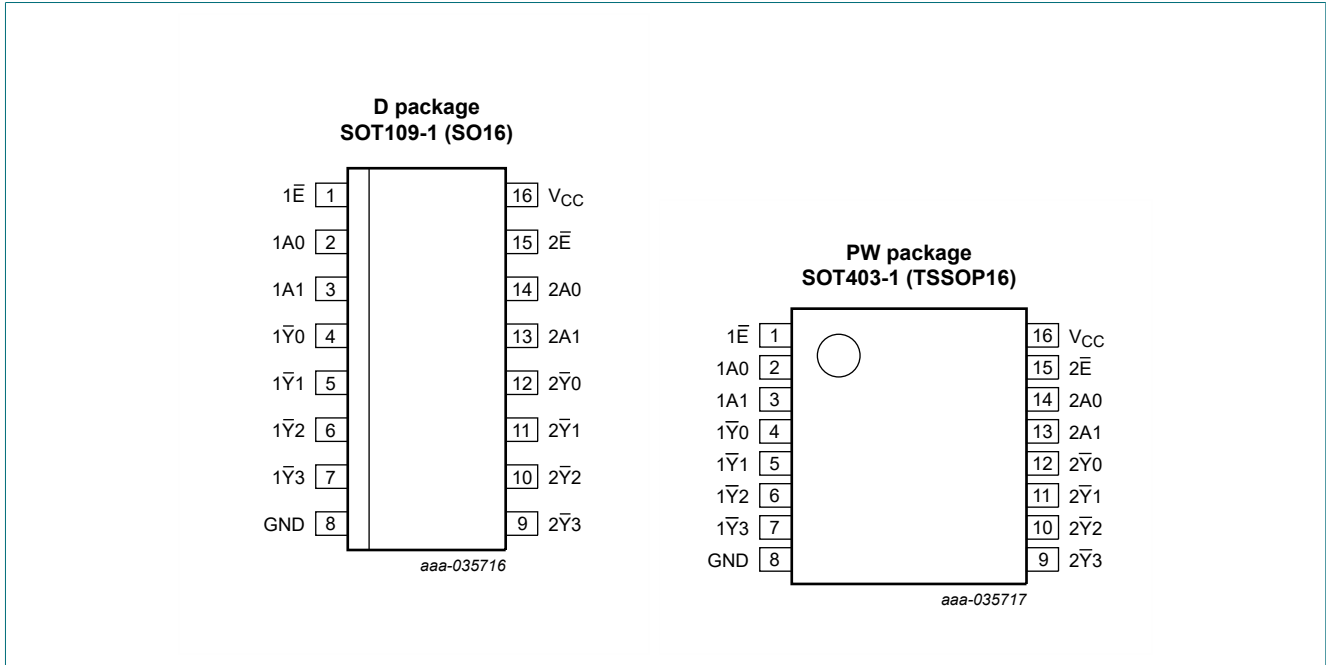 D package
SOT109-1 (SO16)
1E̅ 1 16 VCC
1A0 2 15 2E̅
1A1 3 14 2A0
1Y̅0 4 13 2A1
1Y̅1 5 12 2Y̅0
1Y̅2 6 11 2Y̅1
1Y̅3 7 10 2Y̅2
GND 8 9 2Y̅3
aaa-035716
PW package
SOT403-1 (TSSOP16)
1E̅ 1 16 VCC
1A0 2 15 2E̅
1A1 3 14 2A0
1Y̅0 4 13 2A1
1Y̅1 5 12 2Y̅0
1Y̅2 6 11 2Y̅1
1Y̅3 7 10 2Y̅2
GND 8 9 2Y̅3
aaa-035717